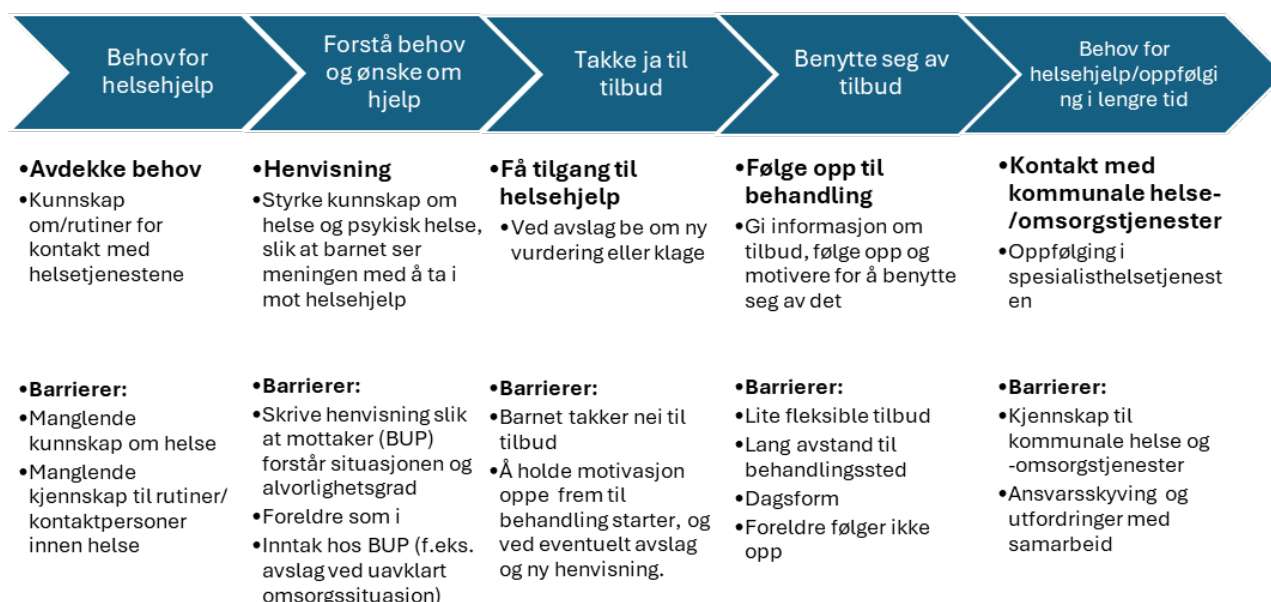 Behov for
helsehjelp
Forstå behov
og ønske om
hjelp
Takke ja til
tilbud
Benytte seg av
tilbud
Behov for
helsehjelp/oppfølgi
ng i lengre tid
•Avdekke behov
•Kunnskap
om/rutiner for
kontakt med
helsetjenestene
•Henvisning
•Styrke kunnskap om
helse og psykisk helse,
slik at barnet ser
meningen med å ta i
mot helsehjelp
•Få tilgang til
helsehjelp
•Ved avslag be om ny
vurdering eller klage
•Følge opp til
behandling
•Gi informasjon om
tilbud, følge opp og
motivere for å benytte
seg av det
•Kontakt med
kommunale helse-
/omsorgstjenester
•Oppfølging i
spesialisthelsetjenest
en
•Barrierer:
•Manglende
kunnskap om helse
•Manglende
kjennskap til rutiner/
kontaktpersoner
innen helse
•Barrierer:
•Skrive henvisning slik
at mottaker (BUP)
forstår situasjonen og
alvorlighetsgrad
•Foreldre som i
•Inntak hos BUP (f.eks.
avslag ved uavklart
omsorgssituasjon)
•Barrierer:
•Barnet takker nei til
tilbud
•Å holde motivasjon
oppe frem til
behandling starter, og
ved eventuelt avslag
og ny henvisning.
•Barrierer:
•Lite fleksible tilbud
•Lang avstand til
behandlingssted
•Dagsform
•Foreldre følger ikke
opp
•Barrierer:
•Kjennskap til
kommunale helse og
-omsorgstjenester
•Ansvarsskyving og
utfordringer med
samarbeid